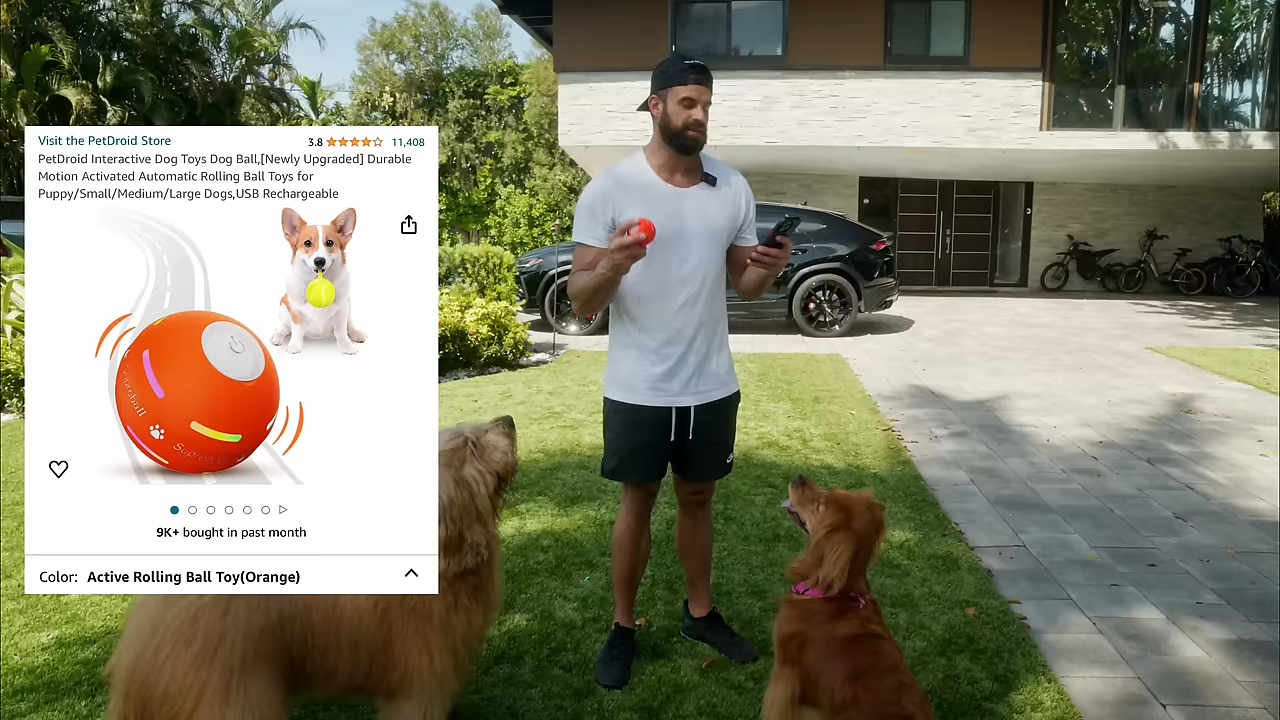 Visit the PetDroid Store
3.8
11,408
PetDroid Interactive Dog Toys Dog Ball,[Newly Upgraded] Durable
Motion Activated Automatic Rolling Ball Toys for
Puppy/Small/Medium/Large Dogs,USB Rechargeable
9K+ bought in past month
Color: Active Rolling Ball Toy(Orange)